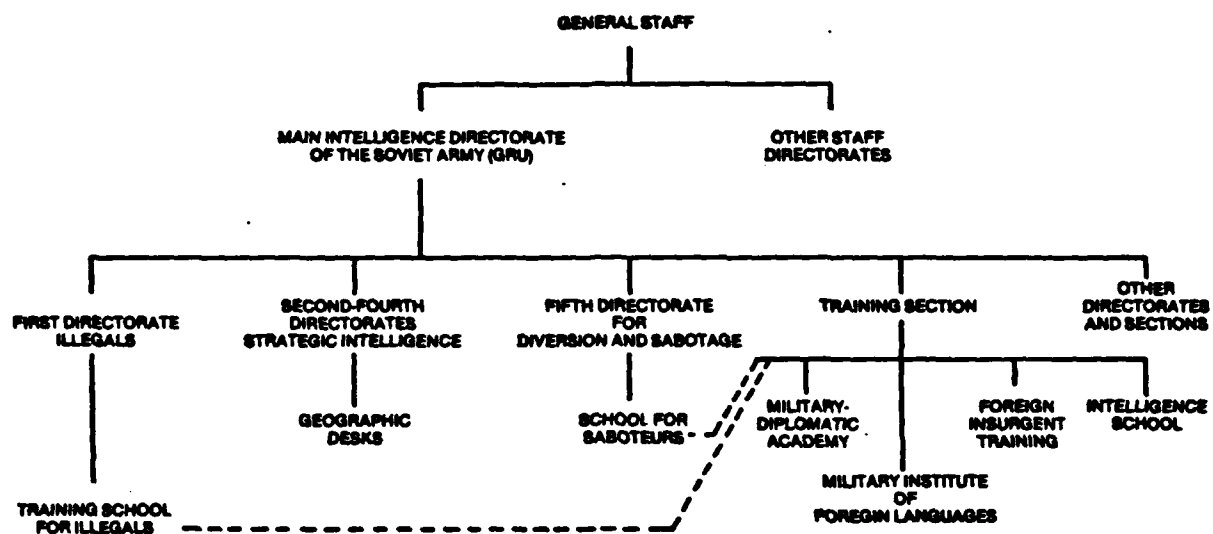 GENERAL STAFF
MAIN INTELLIGENCE DIRECTORATE
OF THE SOVIET ARMY (GRU)
OTHER STAFF
DIRECTORATES
FIRST DIRECTORATE
ILLEGALS
SECOND-FOURTH
DIRECTORATES
STRATEGIC INTELLIGENCE
FIFTH DIRECTORATE
FOR
DIVERSION AND SABOTAGE
TRAINING SECTION
OTHER
DIRECTORATES
AND SECTIONS
GEOGRAPHIC
DESKS
SCHOOL FOR
SABOTEURS
MILITARY-
DIPLOMATIC
ACADEMY
FOREIGN
INSURGENT
TRAINING
INTELLIGENCE
SCHOOL
TRAINING SCHOOL
FOR ILLEGALS
MILITARY INSTITUTE
OF
FOREGIN LANGUAGES